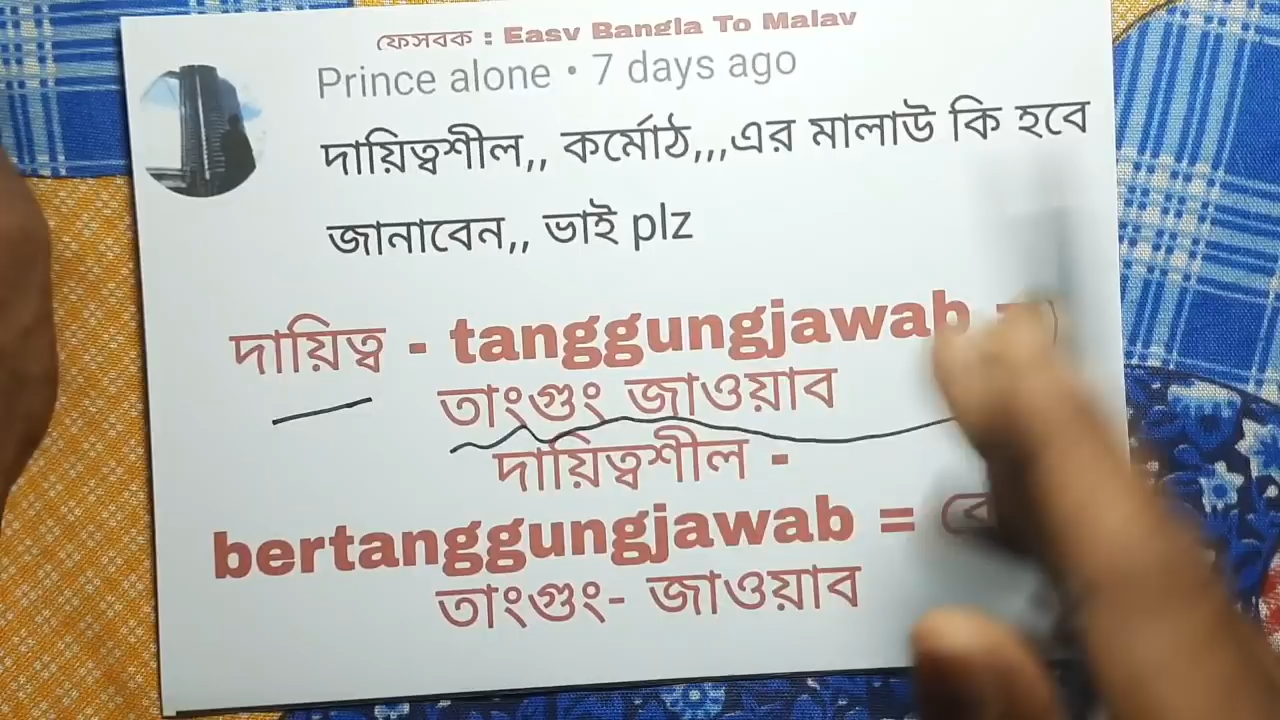 ফেসবক : Easy Bangla To Malay
Prince alone • 7 days ago
দায়িত্বশীল,, কর্মোঠ,,,এর মালাউ কি হবে
জানাবেন,, ভাই plz
দায়িত্ব - tanggungjawab =
তাংগুং জাওয়াব
দায়িত্বশীল -
bertanggungjawab =
তাংগুং- জাওয়াব